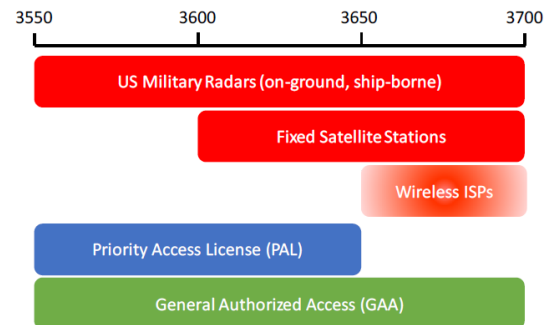 3550 3600 3650 3700
US Military Radars (on-ground, ship-borne)
Fixed Satellite Stations
Wireless ISPs
Priority Access License (PAL)
General Authorized Access (GAA)